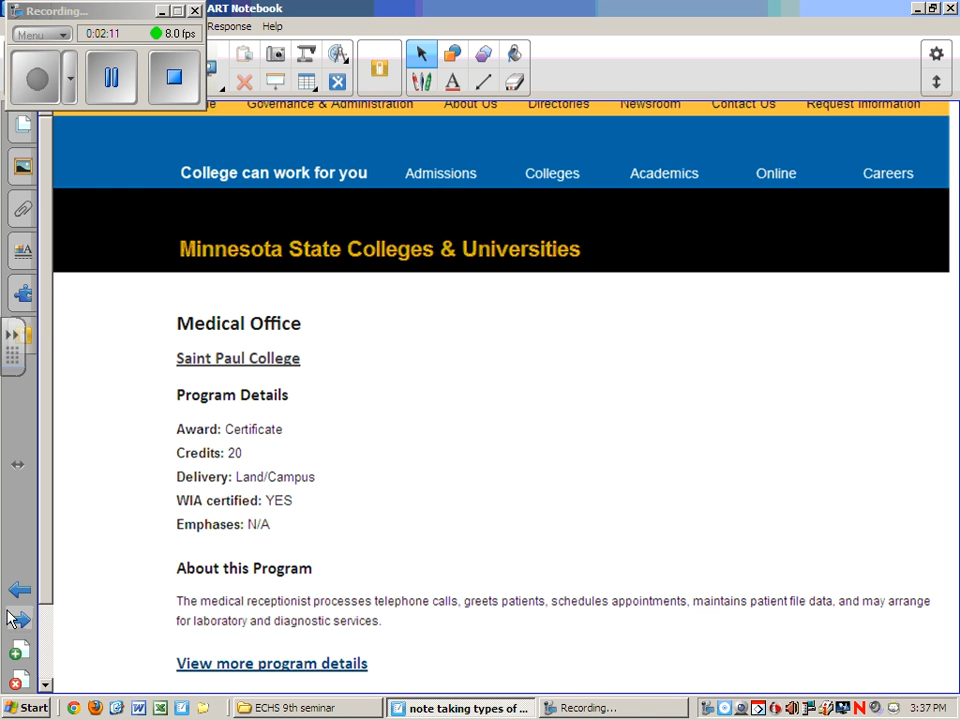 Recording...
ART Notebook
Menu
0:02:11
8.0 fps
Response Help
Governance & Administration About Us Directories Newsroom Contact Us Request Information
College can work for you Admissions Colleges Academics Online Careers
Minnesota State Colleges & Universities
Medical Office
Saint Paul College
Program Details
Award: Certificate
Credits: 20
Delivery: Land/Campus
WIA certified: YES
Emphases: N/A
About this Program
The medical receptionist processes telephone calls, greets patients, schedules appointments, maintains patient file data, and may arrange
for laboratory and diagnostic services.
View more program details
Start
ECHS 9th seminar
note taking types of ...
Recording...
3:37 PM